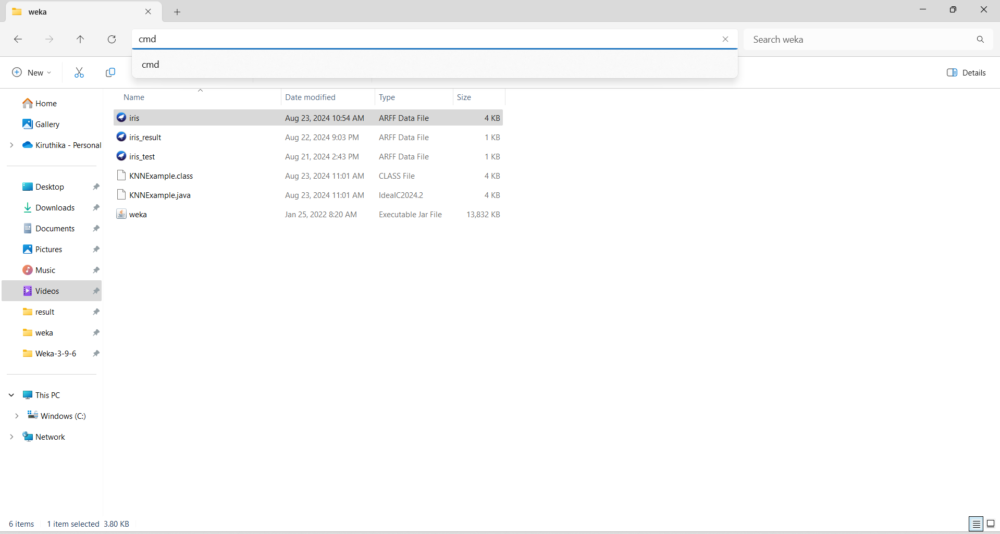 weka
cmd
Search weka
cmd
New
Details
Name Date modified Type Size
Home
Gallery
Kiruthika - Personal
Desktop
Downloads
Documents
Pictures
Music
Videos
result
weka
Weka-3-9-6
This PC
Windows (C:)
Network
iris Aug 23, 2024 10:54 AM ARFF Data File 4 KB
iris_result Aug 22, 2024 9:03 PM ARFF Data File 1 KB
iris_test Aug 21, 2024 2:43 PM ARFF Data File 1 KB
KNNExample.class Aug 23, 2024 11:01 AM CLASS File 4 KB
KNNExample.java Aug 23, 2024 11:01 AM IdeaIC2024.2 4 KB
weka Jan 25, 2022 8:20 AM Executable Jar File 13,832 KB
6 items 1 item selected 3.80 KB